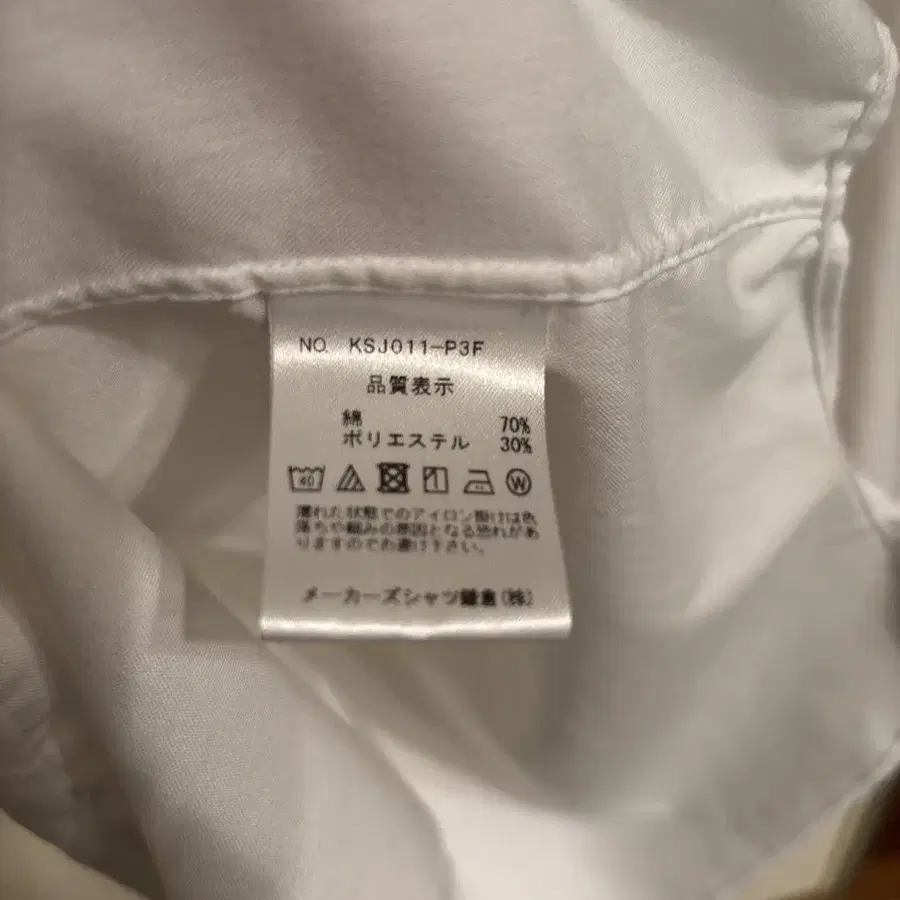 NO. KSJ011-P3F
品質表示
綿 70%
ポリエステル 30%
40
W
濡れた状態でのアイロン掛けは色
落ちや縮みの原因となる恐れがあ
りますのでお避け下さい。
メーカーズシャツ鎌倉(株)